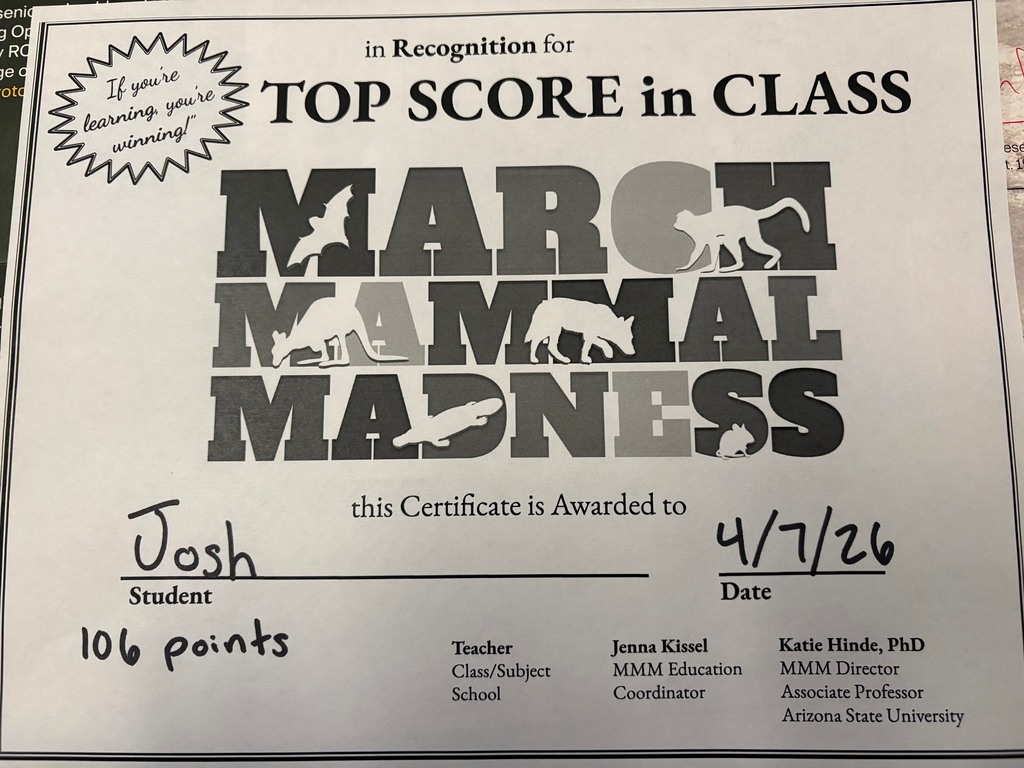 in Recognition for
TOP SCORE in CLASS
If you're
learning, you're
winning!"
MARCH
MAMMAL
MADNESS
this Certificate is Awarded to
Josh
4/7/26
Student
Date
106 points
Teacher
Class/Subject
School
Jenna Kissel
MMM Education
Coordinator
Katie Hinde, PhD
MMM Director
Associate Professor
Arizona State University